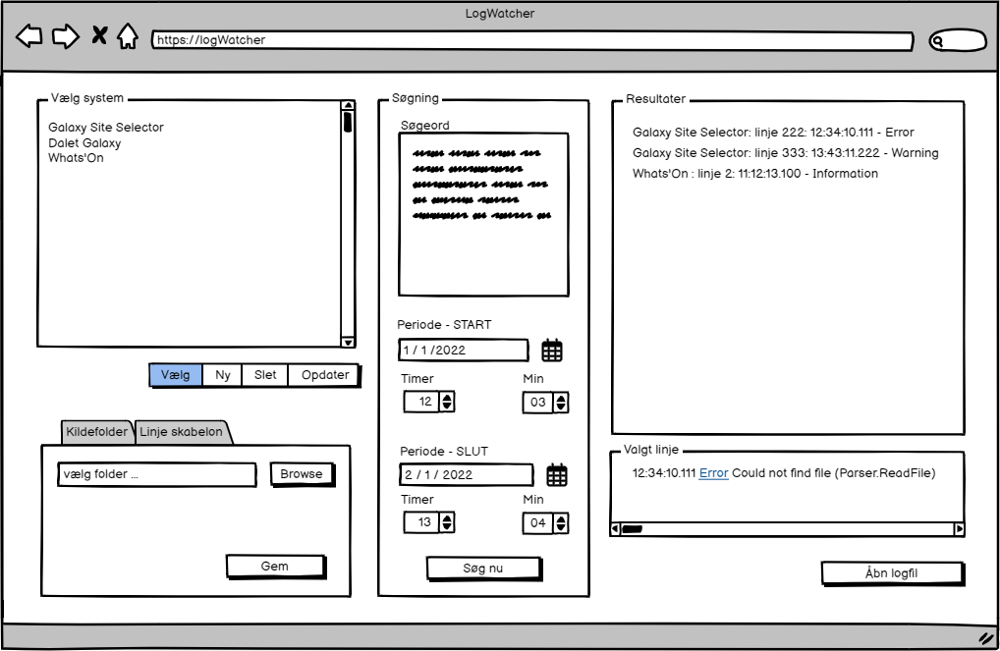 LogWatcher
https://logWatcher
Vælg system
Galaxy Site Selector
Dalet Galaxy
Whats'On
Vælg
Ny
Slet
Opdater
Kildefolder
Linje skabelon
vælg folder ...
Browse
Gem
Søgning
Søgeord
Periode - START
1 / 1 /2022
Timer
Min
12
03
Periode - SLUT
2 / 1 / 2022
Timer
Min
13
04
Søg nu
Resultater
Galaxy Site Selector: linje 222: 12:34:10.111 - Error
Galaxy Site Selector: linje 333: 13:43:11.222 - Warning
Whats'On : linje 2: 11:12:13.100 - Information
Valgt linje
12:34:10.111 Error Could not find file (Parser.ReadFile)
Åbn logfil